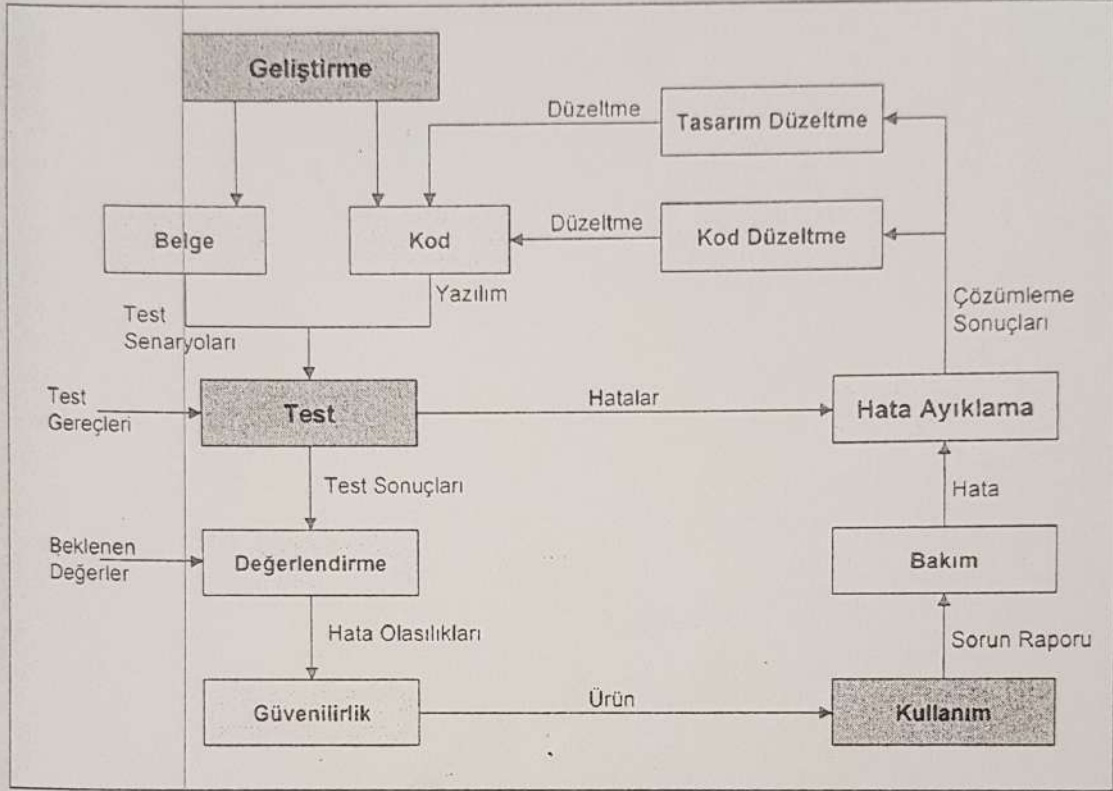 Geliştirme
Düzeltme
Tasarım Düzeltme
Belge
Kod
Düzeltme
Kod Düzeltme
Test
Senaryoları
Yazılım
Çözümleme
Sonuçları
Test
Gereçleri
Test
Hatalar
Hata Ayıklama
Test Sonuçları
Hata
Beklenen
Değerler
Değerlendirme
Bakım
Hata Olasılıkları
Sorun Raporu
Güvenilirlik
Ürün
Kullanım